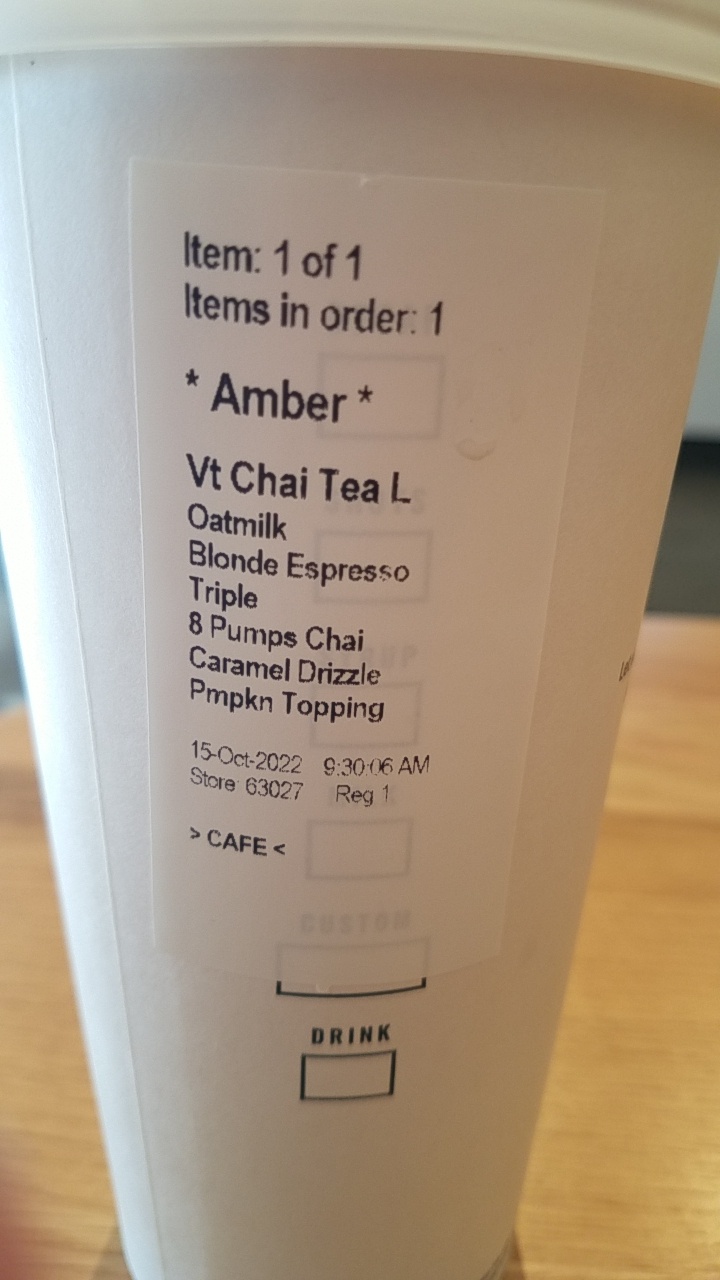 Item: 1 of 1
Items in order: 1
* Amber *
Vt Chai Tea L
Oatmilk
Blonde Espresso
Triple
8 Pumps Chai
Caramel Drizzle
Pmpkn Topping
15-Oct-2022 9:30:06 AM
Store: 63027 Reg 1
> CAFE <
CUSTOM
DRINK